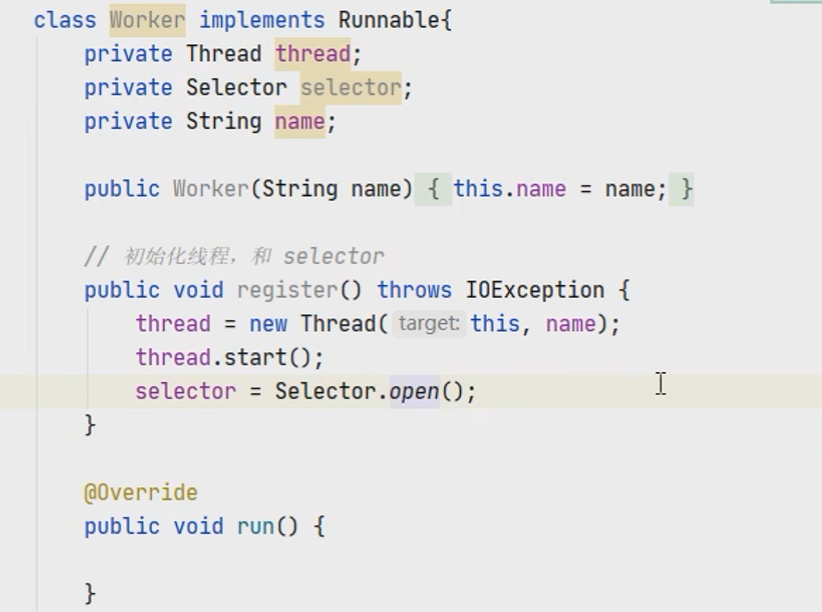 class Worker implements Runnable{
private Thread thread;
private Selector selector;
private String name;
public Worker(String name) { this.name = name; }
// 初始化线程，和 selector
public void register() throws IOException {
thread = new Thread( target: this, name);
thread.start();
selector = Selector.open();
}
@Override
public void run() {
}